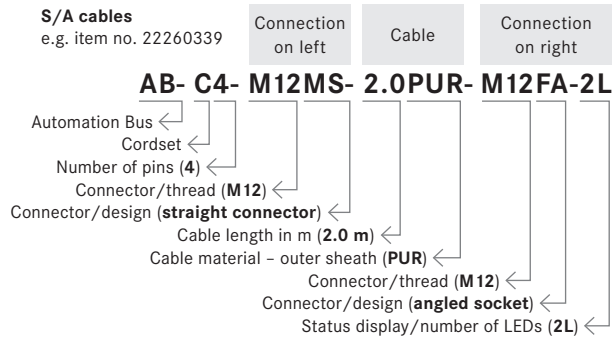 S/A cables
e.g. item no. 22260339
Connection
on left
Cable
Connection
on right
AB- C4- M12MS- 2.0PUR- M12FA-2L
Automation Bus
Cordset
Number of pins (4)
Connector/thread (M12)
Connector/design (straight connector)
Cable length in m (2.0 m)
Cable material – outer sheath (PUR)
Connector/thread (M12)
Connector/design (angled socket)
Status display/number of LEDs (2L)